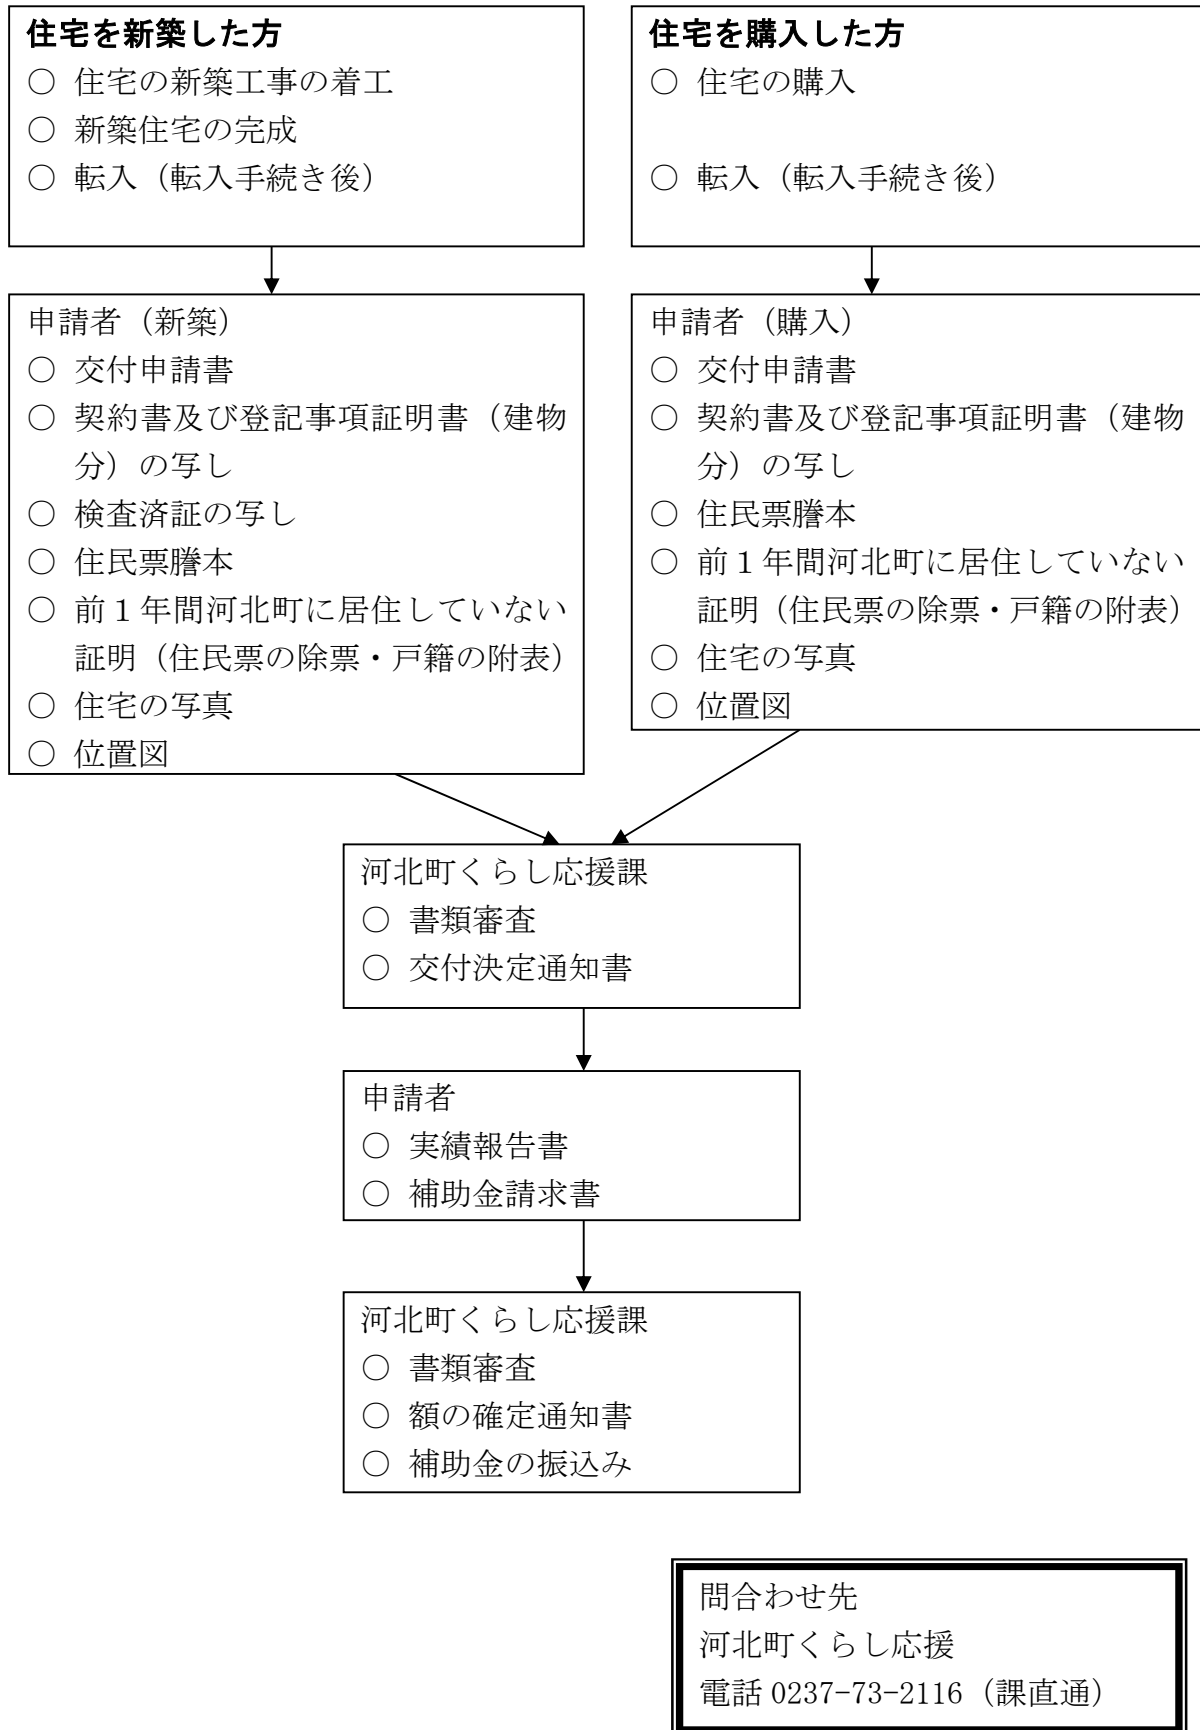 住宅を新築した方
○ 住宅の新築工事の着工
○ 新築住宅の完成
○ 転入（転入手続き後）
住宅を購入した方
○ 住宅の購入
○ 転入（転入手続き後）
申請者（新築）
○ 交付申請書
○ 契約書及び登記事項証明書（建物
分）の写し
○ 検査済証の写し
○ 住民票謄本
○ 前１年間河北町に居住していない
証明（住民票の除票・戸籍の附表）
○ 住宅の写真
○ 位置図
申請者（購入）
○ 交付申請書
○ 契約書及び登記事項証明書（建物
分）の写し
○ 住民票謄本
○ 前１年間河北町に居住していない
証明（住民票の除票・戸籍の附表）
○ 住宅の写真
○ 位置図
河北町くらし応援課
○ 書類審査
○ 交付決定通知書
申請者
○ 実績報告書
○ 補助金請求書
河北町くらし応援課
○ 書類審査
○ 額の確定通知書
○ 補助金の振込み
問合わせ先
河北町くらし応援
電話 0237-73-2116（課直通）